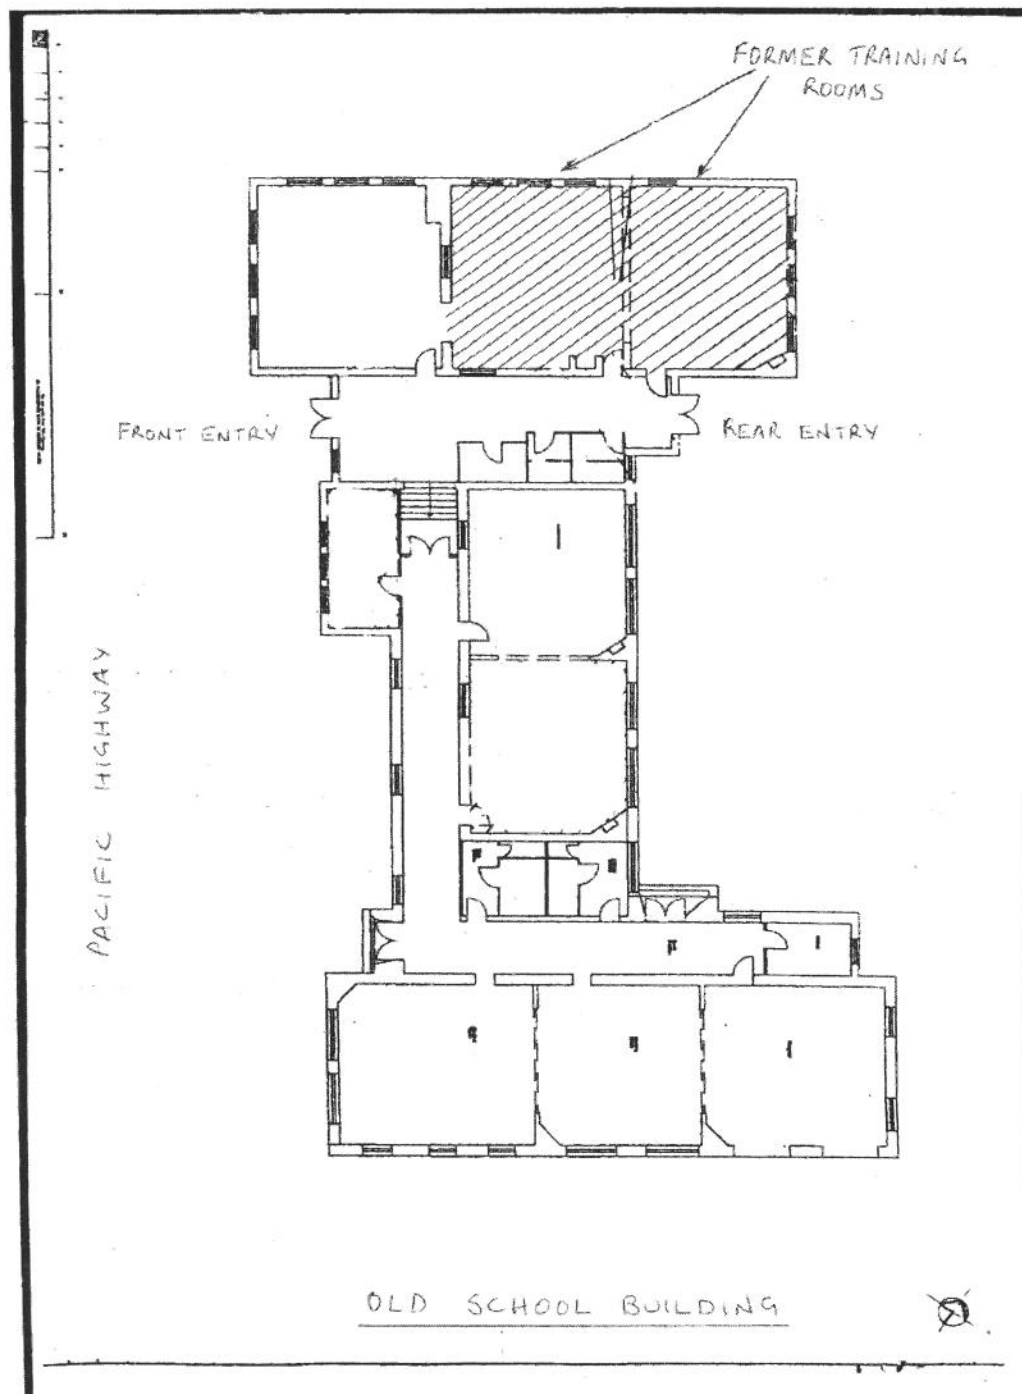 FORMER TRAINING
ROOMS
FRONT ENTRY
REAR ENTRY
PACIFIC HIGHWAY
OLD SCHOOL BUILDING